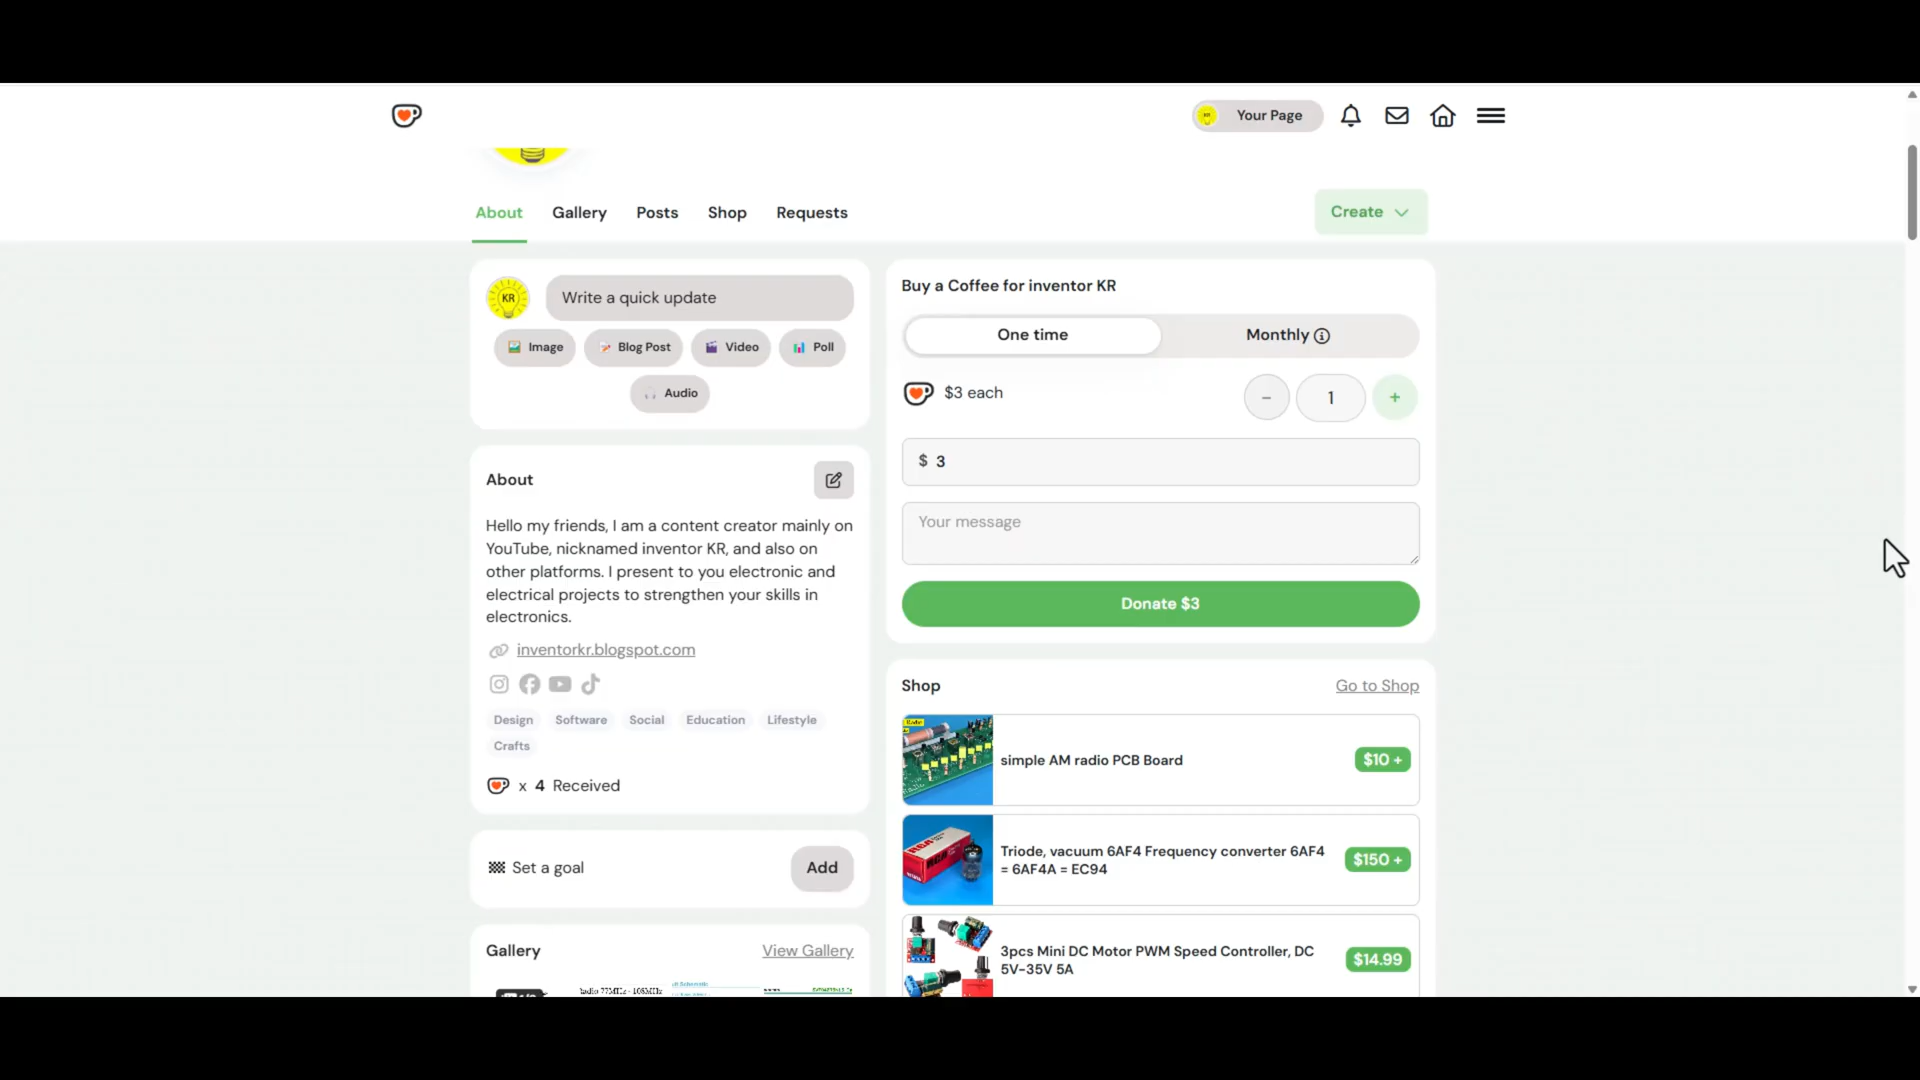 Your Page
About Gallery Posts Shop Requests
Create
KR
Write a quick update
Image Blog Post Video Poll
Audio
About
Hello my friends, I am a content creator mainly on
YouTube, nicknamed inventor KR, and also on
other platforms. I present to you electronic and
electrical projects to strengthen your skills in
electronics.
inventorkr.blogspot.com
Design Software Social Education Lifestyle
Crafts
x 4 Received
Set a goal
Add
Gallery
View Gallery
Radio 77MHz - 108MHz
Buy a Coffee for inventor KR
One time
Monthly
$3 each
- 1 +
$ 3
Your message
Donate $3
Shop
Go to Shop
simple AM radio PCB Board
$10 +
RCA
Triode, vacuum 6AF4 Frequency converter 6AF4
= 6AF4A = EC94
$150 +
3pcs Mini DC Motor PWM Speed Controller, DC
5V-35V 5A
$14.99